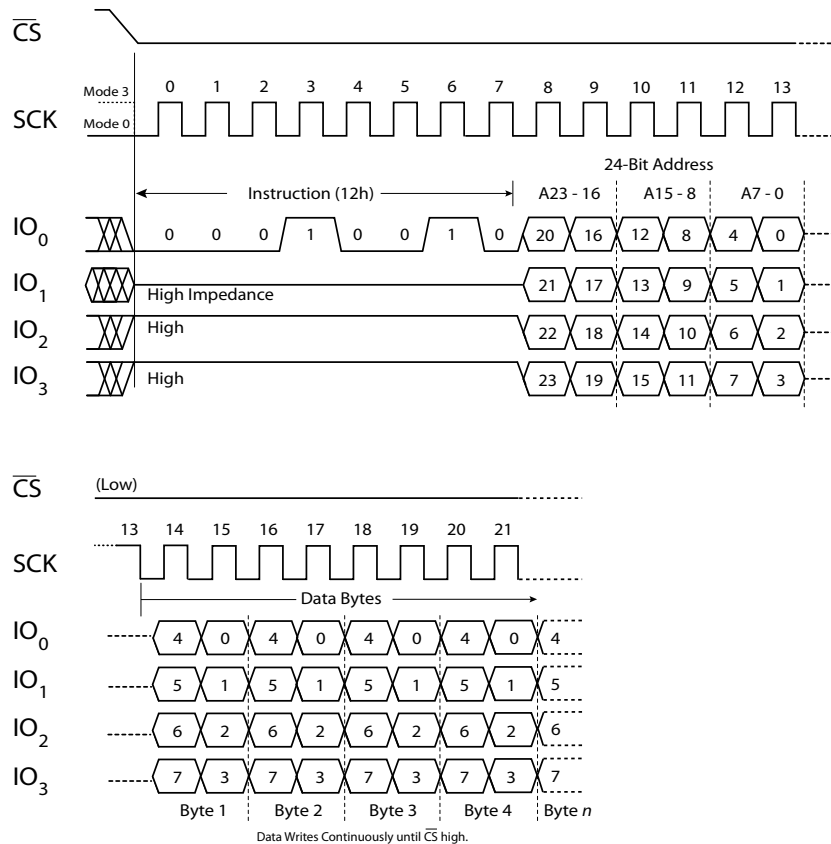 CS
Mode 3
0 1 2 3 4 5 6 7 8 9 10 11 12 13
SCK
Mode 0
24-Bit Address
Instruction (12h)
A23 - 16 A15 - 8 A7 - 0
IO0 0 0 0 1 0 0 1 0 20 16 12 8 4 0
IO1 High Impedance 21 17 13 9 5 1
IO2 High 22 18 14 10 6 2
IO3 High 23 19 15 11 7 3
CS (Low)
13 14 15 16 17 18 19 20 21
SCK
Data Bytes
IO0 4 0 4 0 4 0 4 0 4
IO1 5 1 5 1 5 1 5 1 5
IO2 6 2 6 2 6 2 6 2 6
IO3 7 3 7 3 7 3 7 3 7
Byte 1 Byte 2 Byte 3 Byte 4 Byte n
Data Writes Continuously until CS high.